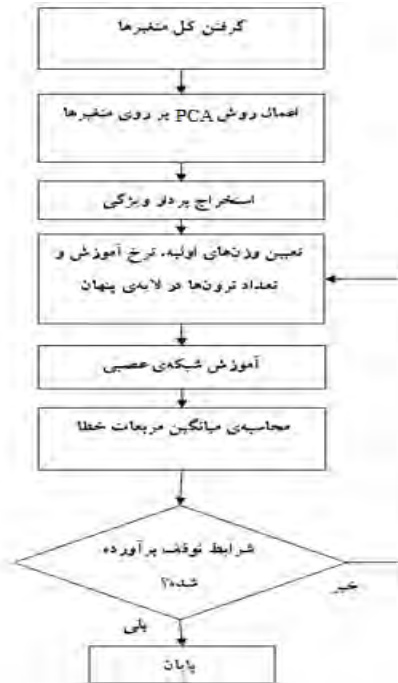 گرفتن کل متغیرها
اعمال روش PCA بر روی متغیرها
استخراج بردار ویژگی
تعیین وزن‌های اولیه، نرخ آموزش و
تعداد نرون‌ها در لایه‌ی پنهان
آموزش شبکه‌ی عصبی
محاسبه‌ی میانگین مربعات خطا
شرایط توقف برآورده
شده؟
خیر
بلی
پایان